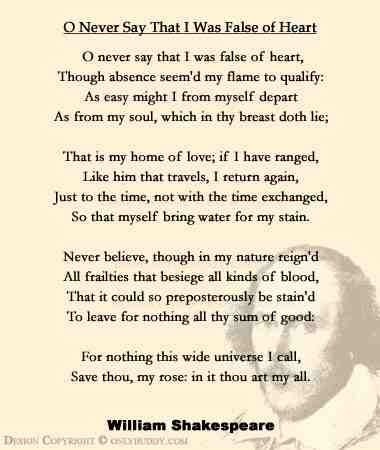 O Never Say That I Was False of Heart
O never say that I was false of heart,
Though absence seem'd my flame to qualify:
As easy might I from myself depart
As from my soul, which in thy breast doth lie;
That is my home of love; if I have ranged,
Like him that travels, I return again,
Just to the time, not with the time exchanged,
So that myself bring water for my stain.
Never believe, though in my nature reign'd
All frailties that besiege all kinds of blood,
That it could so preposterously be stain'd
To leave for nothing all thy sum of good:
For nothing this wide universe I call,
Save thou, my rose: in it thou art my all.
William Shakespeare
Design Copyright © onlybuddy.com